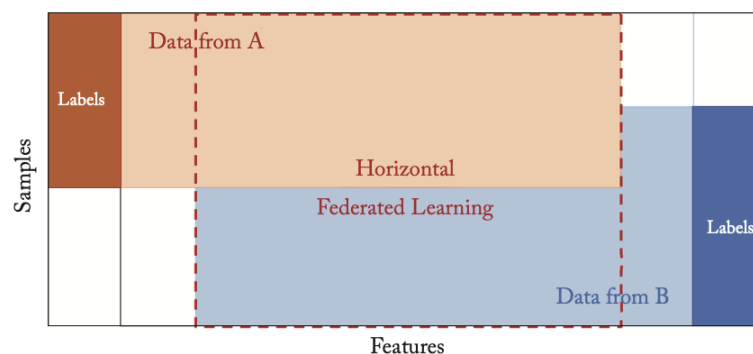 Data from A
Labels
Samples
Horizontal
Federated Learning
Labels
Data from B
Features